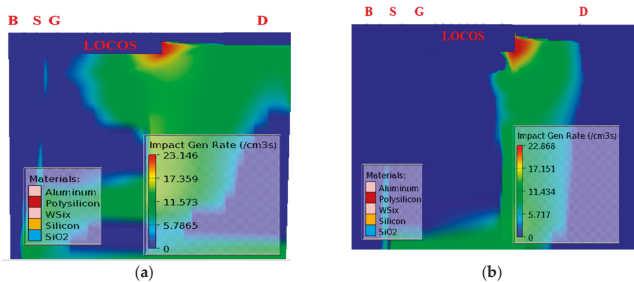 B S G D
LOCOS
Impact Gen Rate (/cm3s)
23.146
17.359
11.573
5.7865
0
Materials:
Aluminum
Polysilicon
WSix
Silicon
SiO2
(a)
B S G D
LOCOS
Impact Gen Rate (/cm3s)
22.868
17.151
11.434
5.717
0
Materials:
Aluminum
Polysilicon
WSix
Silicon
SiO2
(b)